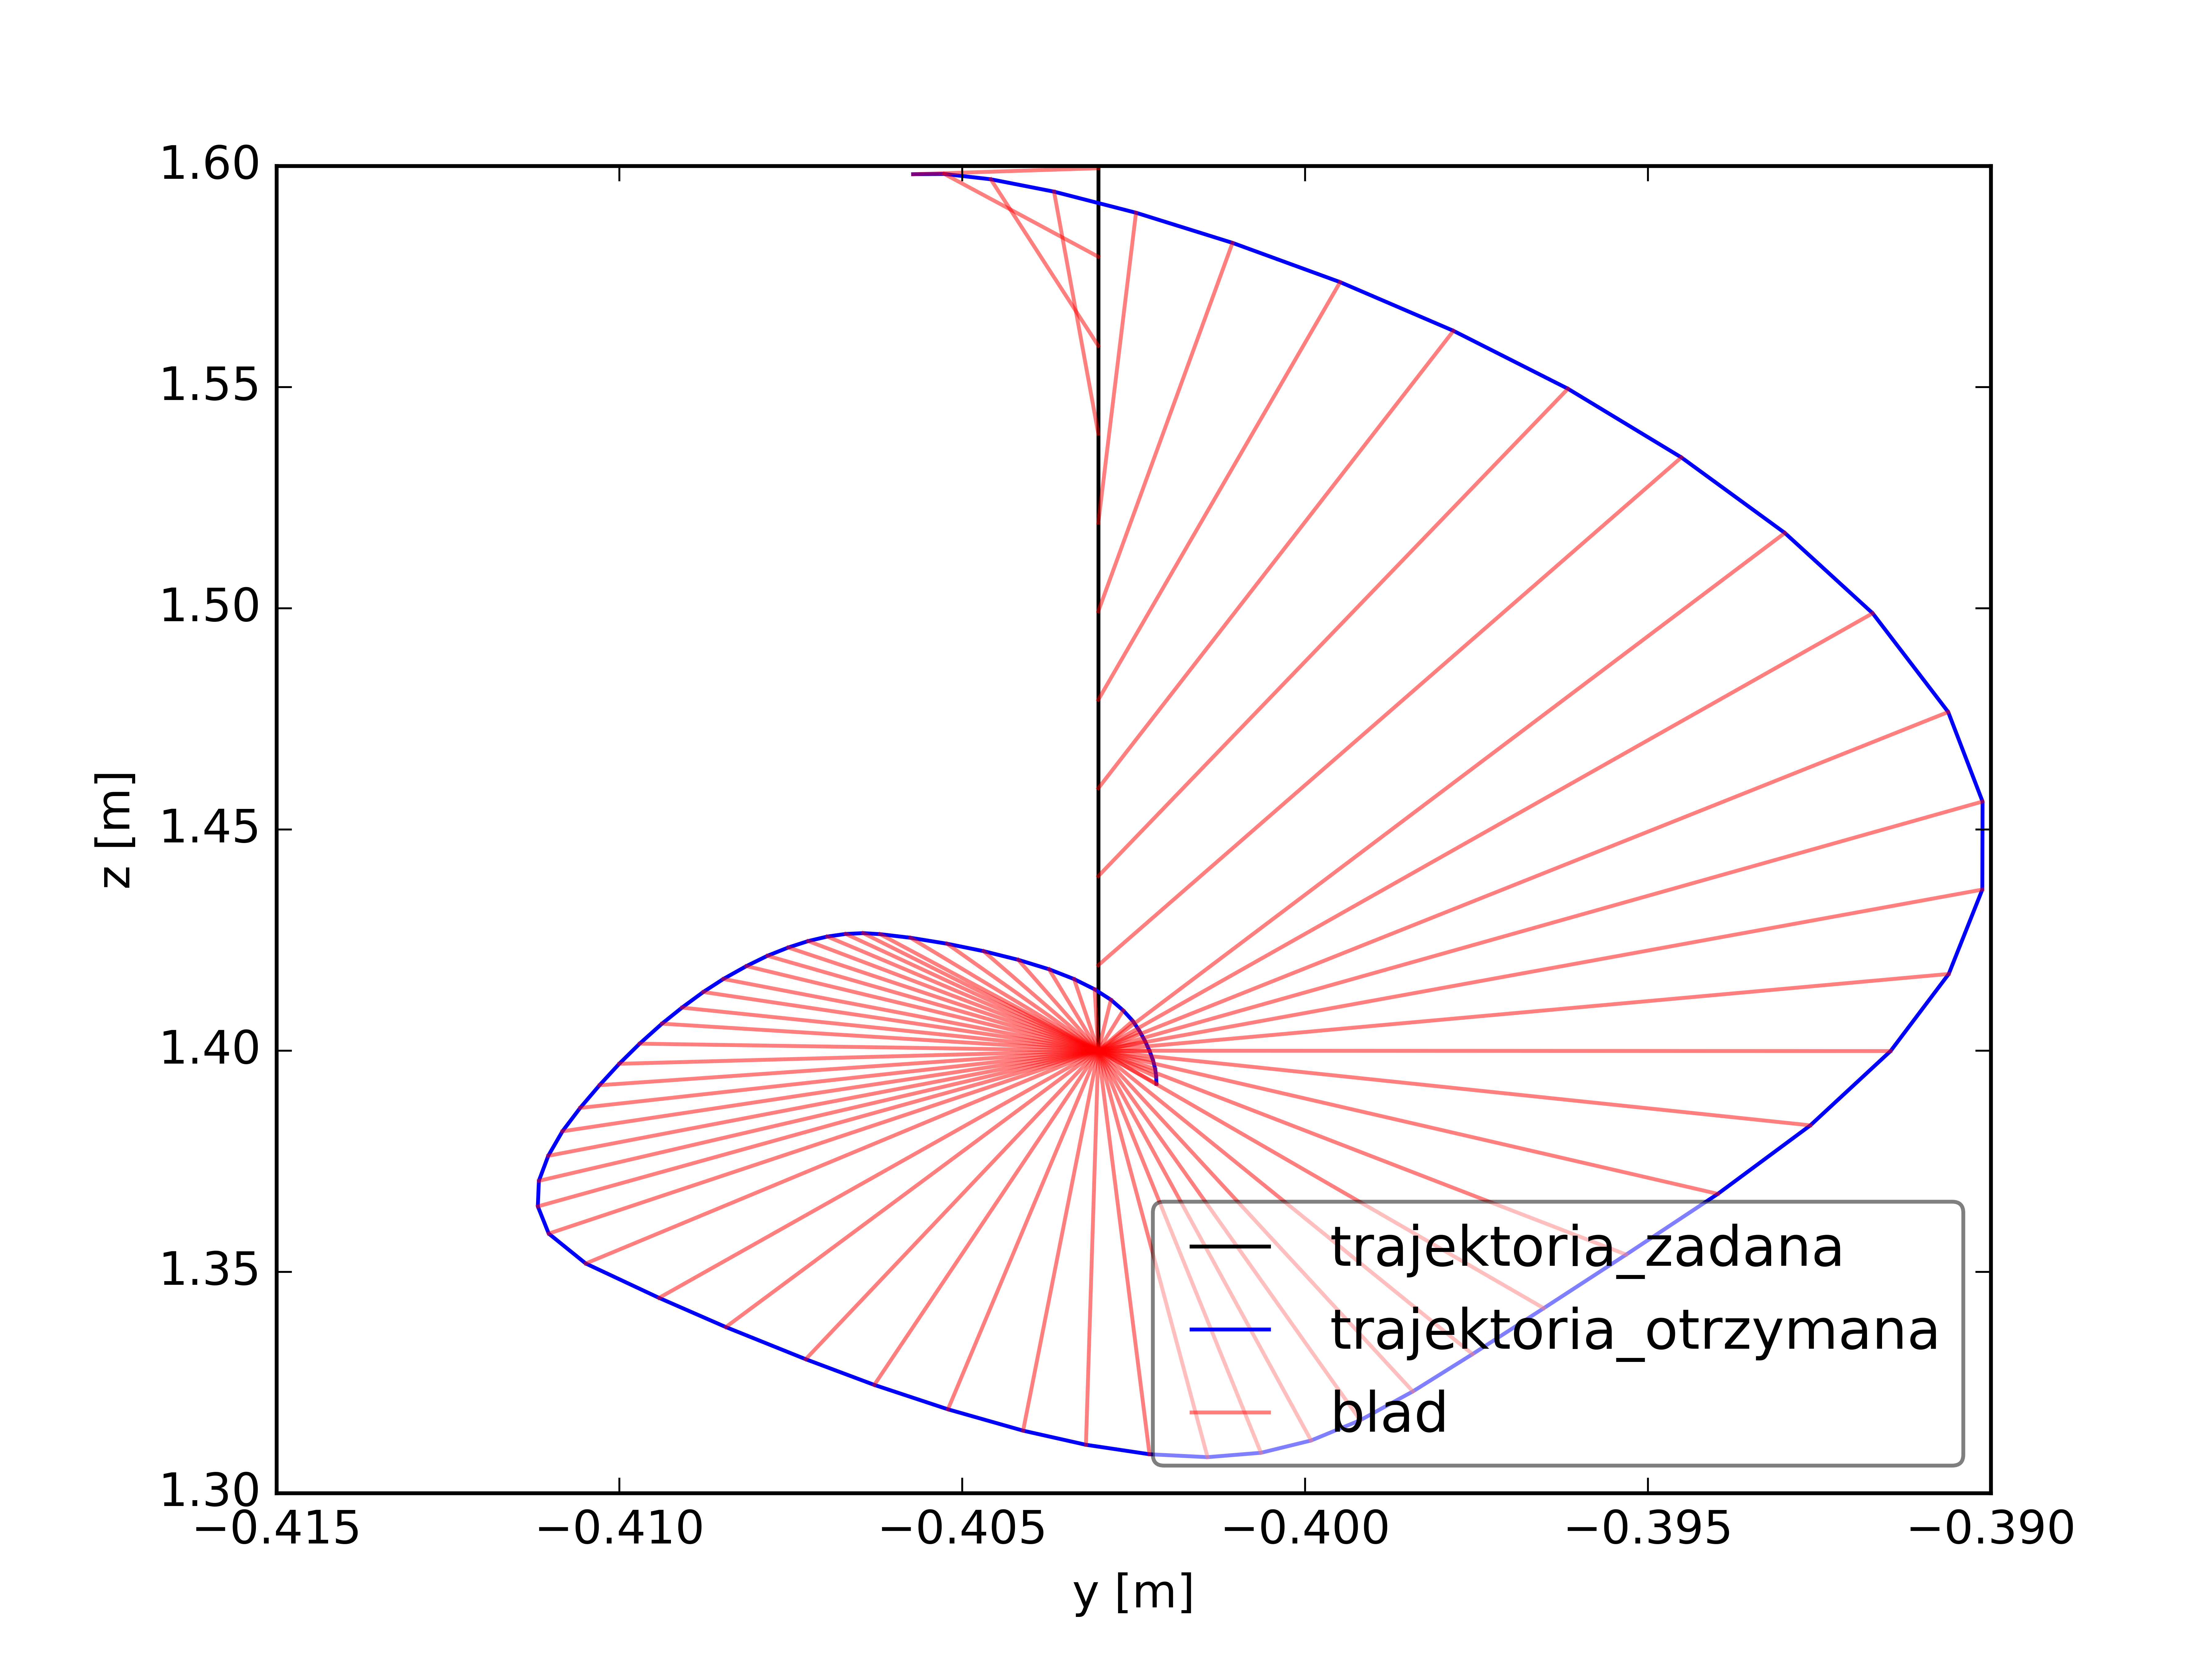 1.60
1.55
1.50
1.45
1.40
1.35
1.30
z [m]
−0.415 −0.410 −0.405 −0.400 −0.395 −0.390
y [m]
trajektoria_zadana
trajektoria_otrzymana
blad